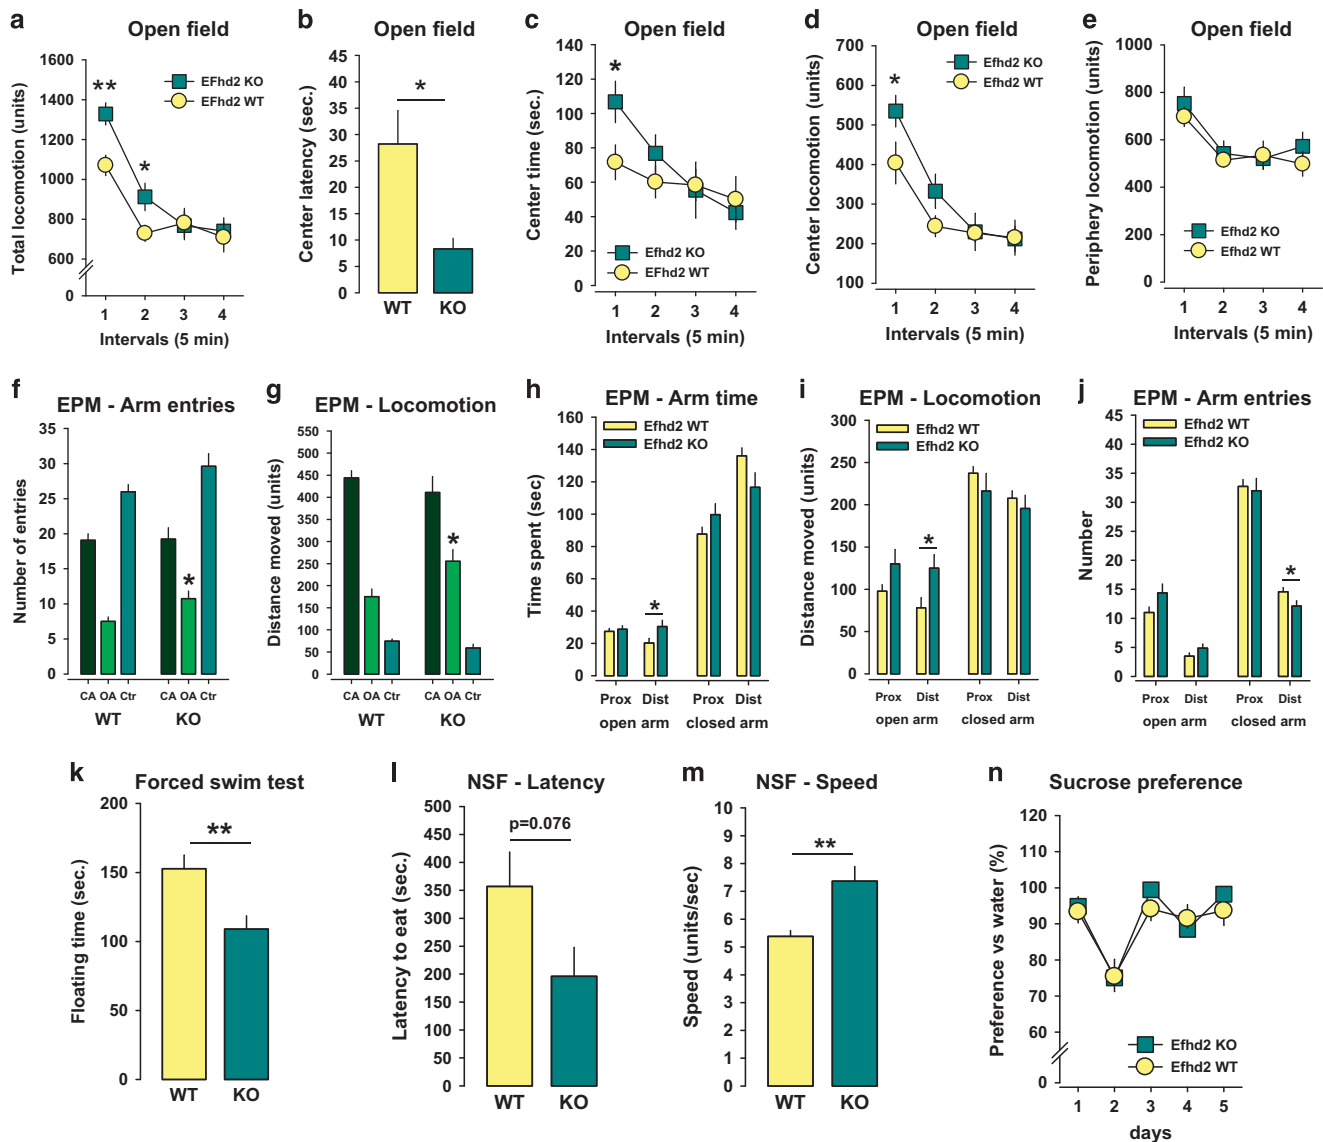 a
Open field
Total locomotion (units)
1600
1400
1200
1000
800
600
0
**
*
EFhd2 KO
EFhd2 WT
1 2 3 4
Intervals (5 min)
b
Open field
Center latency (sec.)
45
40
35
30
25
20
15
10
5
0
*
WT KO
c
Open field
Center time (sec.)
140
120
100
80
60
40
20
0
*
Efhd2 KO
EFhd2 WT
1 2 3 4
Intervals (5 min)
d
Open field
Center locomotion (units)
700
600
500
400
300
200
100
*
Efhd2 KO
EFhd2 WT
1 2 3 4
Intervals (5 min)
e
Open field
Periphery locomotion (units)
1000
800
600
400
200
0
Efhd2 KO
Efhd2 WT
1 2 3 4
Intervals (5 min)
f
EPM - Arm entries
Number of entries
35
30
25
20
15
10
5
0
*
CA OA Ctr CA OA Ctr
WT KO
g
EPM - Locomotion
Distance moved (units)
550
500
450
400
350
300
250
200
150
100
50
0
*
CA OA Ctr CA OA Ctr
WT KO
h
EPM - Arm time
Time spent (sec)
160
140
120
100
80
60
40
20
0
Efhd2 WT
Efhd2 KO
*
Prox Dist Prox Dist
open arm closed arm
i
EPM - Locomotion
Distance moved (units)
300
250
200
150
100
50
0
Efhd2 WT
Efhd2 KO
*
Prox Dist Prox Dist
open arm closed arm
j
EPM - Arm entries
Number
45
40
35
30
25
20
15
10
5
0
Efhd2 WT
Efhd2 KO
*
Prox Dist Prox Dist
open arm closed arm
k
Forced swim test
Floating time (sec.)
200
150
100
50
0
**
WT KO
l
NSF - Latency
Latency to eat (sec.)
500
450
400
350
300
250
200
150
100
50
0
p=0.076
WT KO
m
NSF - Speed
Speed (units/sec)
10
9
8
7
6
5
4
3
2
1
0
**
WT KO
n
Sucrose preference
Preference vs water (%)
120
110
100
90
80
70
60
0
Efhd2 KO
Efhd2 WT
1 2 3 4 5
days